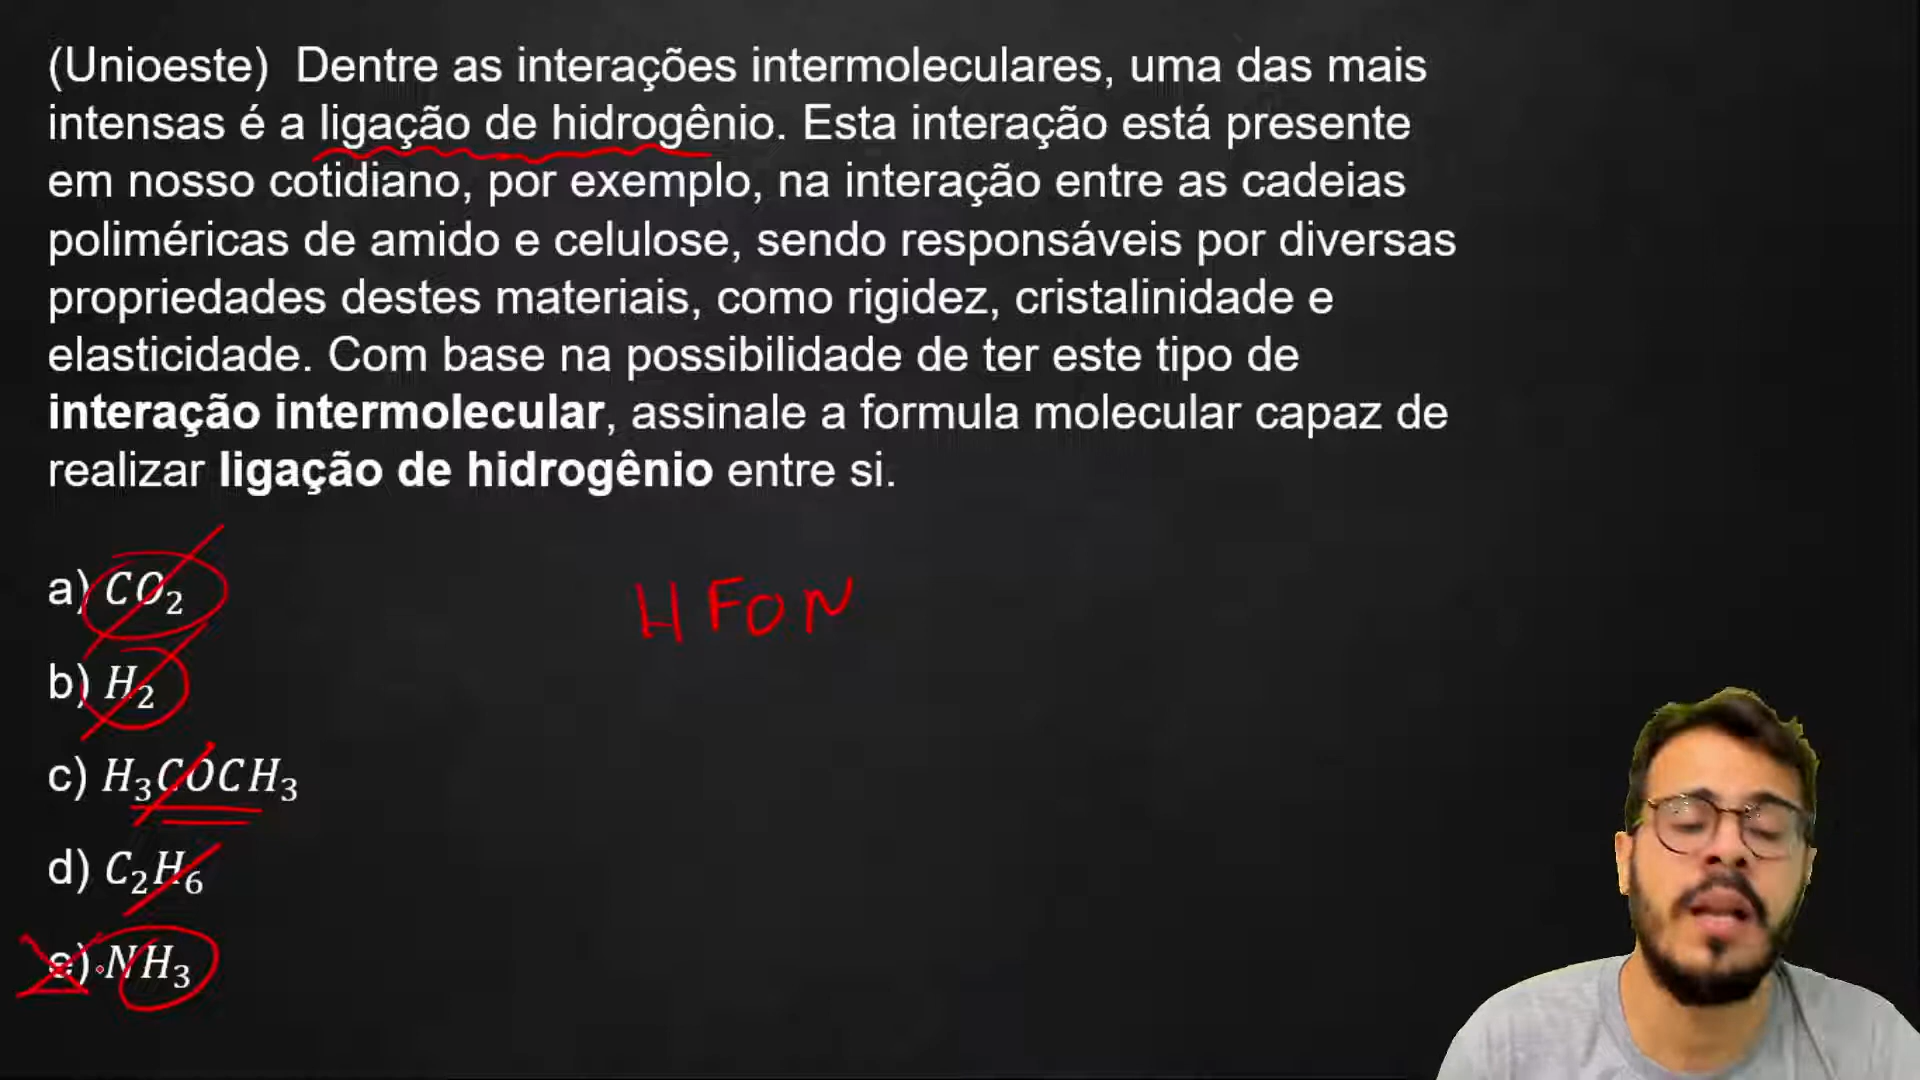 (Unioeste) Dentre as interações intermoleculares, uma das mais
intensas é a ligação de hidrogênio. Esta interação está presente
em nosso cotidiano, por exemplo, na interação entre as cadeias
poliméricas de amido e celulose, sendo responsáveis por diversas
propriedades destes materiais, como rigidez, cristalinidade e
elasticidade. Com base na possibilidade de ter este tipo de
interação intermolecular, assinale a formula molecular capaz de
realizar ligação de hidrogênio entre si.
a) CO₂
H FON
b) H₂
c) H₃COCH₃
d) C₂H₆
e) NH₃